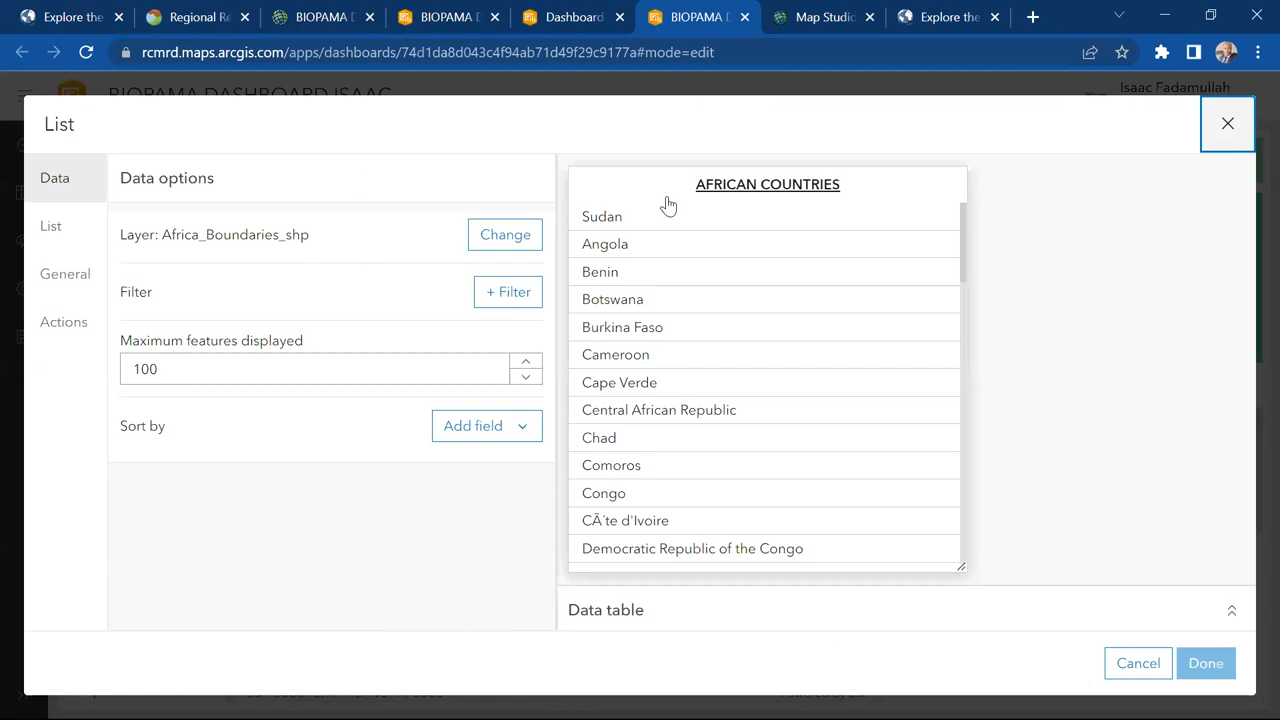 Explore the
Regional Re
BIOPAMA D
BIOPAMA D
Dashboard
BIOPAMA D
Map Studio
Explore the
rcmrd.maps.arcgis.com/apps/dashboards/74d1da8d043c4f94ab71d49f29c9177a#mode=edit
BIOPAMA DASHBOARD ISAAC
Isaac Fadamullah
List
Data
List
General
Actions
Data options
Layer: Africa_Boundaries_shp
Change
Filter
+ Filter
Maximum features displayed
100
Sort by
Add field
AFRICAN COUNTRIES
Sudan
Angola
Benin
Botswana
Burkina Faso
Cameroon
Cape Verde
Central African Republic
Chad
Comoros
Congo
CÃ´te d'Ivoire
Democratic Republic of the Congo
Data table
Cancel
Done